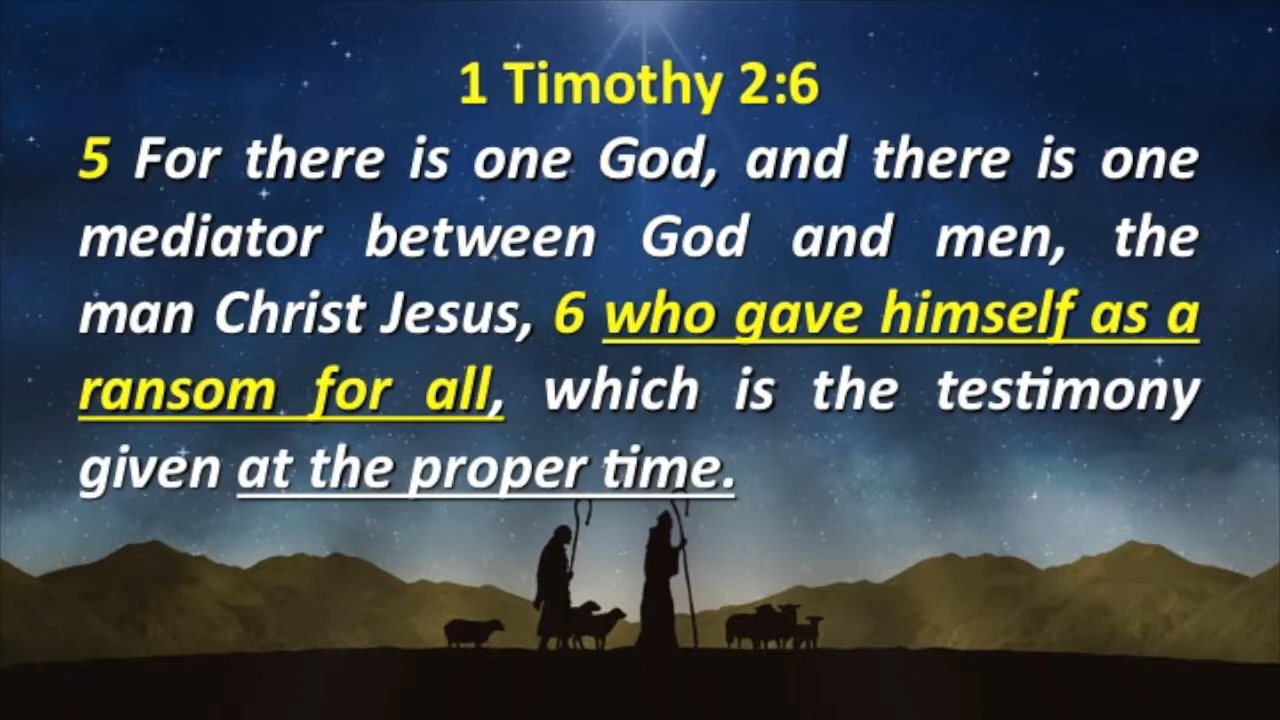 1 Timothy 2:6
5 For there is one God, and there is one
mediator between God and men, the
man Christ Jesus, 6 who gave himself as a
ransom for all, which is the testimony
given at the proper time.